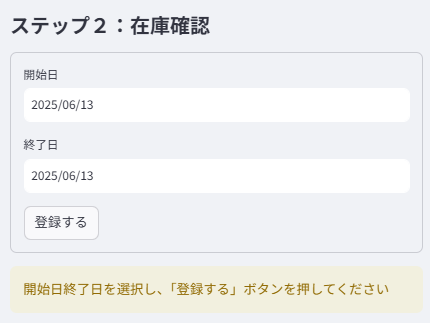 ステップ２：在庫確認
開始日
2025/06/13
終了日
2025/06/13
登録する
開始日終了日を選択し、「登録する」ボタンを押してください